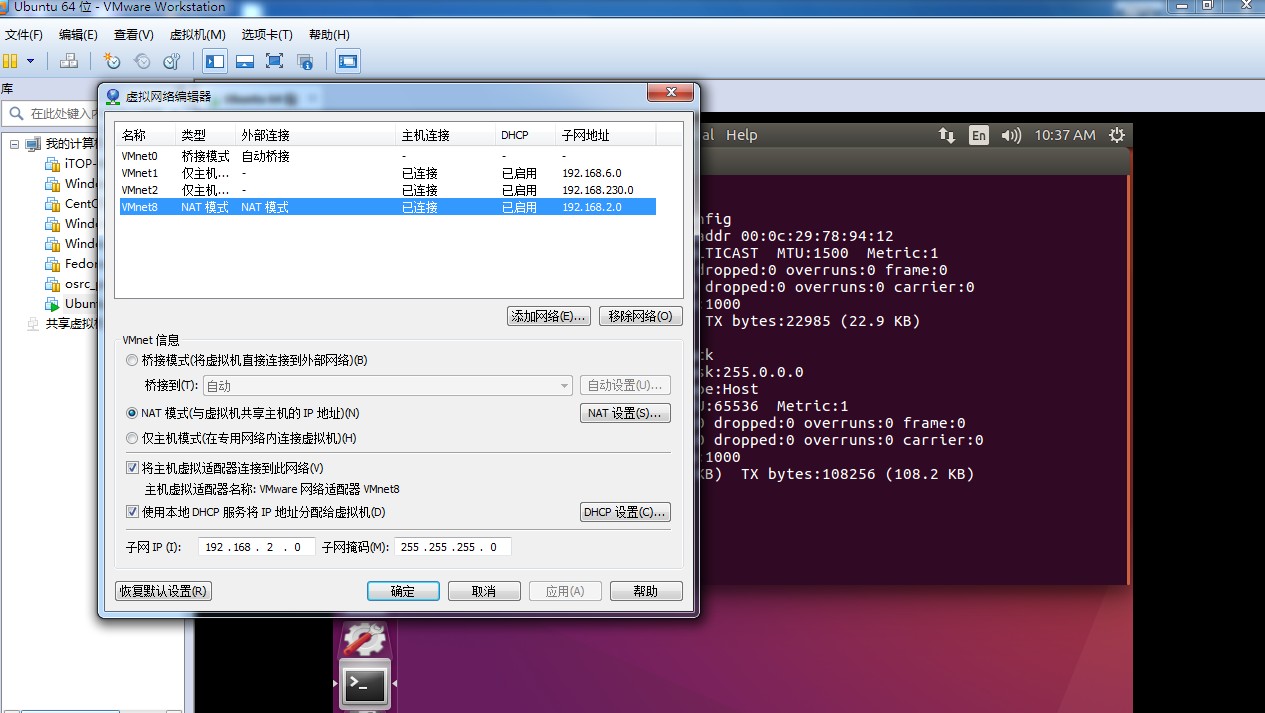 Ubuntu 64 位 - VMware Workstation
文件(F) 编辑(E) 查看(V) 虚拟机(M) 选项卡(T) 帮助(H)
库
在此处键入
我的计算机
iTOP-
Windo
CentO
Windo
Windo
Fedor
osrc_
Ubun
共享虚拟
虚拟网络编辑器
名称 类型 外部连接 主机连接 DHCP 子网地址
VMnet0 桥接模式 自动桥接 - - -
VMnet1 仅主机... - 已连接 已启用 192.168.6.0
VMnet2 仅主机... - 已连接 已启用 192.168.230.0
VMnet8 NAT 模式 NAT 模式 已连接 已启用 192.168.2.0
添加网络(E)... 移除网络(O)
VMnet 信息
桥接模式(将虚拟机直接连接到外部网络)(B)
桥接到(T): 自动 自动设置(U)...
NAT 模式(与虚拟机共享主机的 IP 地址)(N) NAT 设置(S)...
仅主机模式(在专用网络内连接虚拟机)(H)
将主机虚拟适配器连接到此网络(V)
主机虚拟适配器名称: VMware 网络适配器 VMnet8
使用本地 DHCP 服务将 IP 地址分配给虚拟机(D) DHCP 设置(C)...
子网 IP (I): 192 .168 . 2 . 0 子网掩码(M): 255 .255 .255 . 0
恢复默认设置(R) 确定 取消 应用(A) 帮助
al Help En 10:37 AM
nfig
addr 00:0c:29:78:94:12
LTICAST MTU:1500 Metric:1
dropped:0 overruns:0 frame:0
dropped:0 overruns:0 carrier:0
:1000
TX bytes:22985 (22.9 KB)
ck
sk:255.0.0.0
pe:Host
U:65536 Metric:1
0 dropped:0 overruns:0 frame:0
0 dropped:0 overruns:0 carrier:0
:1000
KB) TX bytes:108256 (108.2 KB)